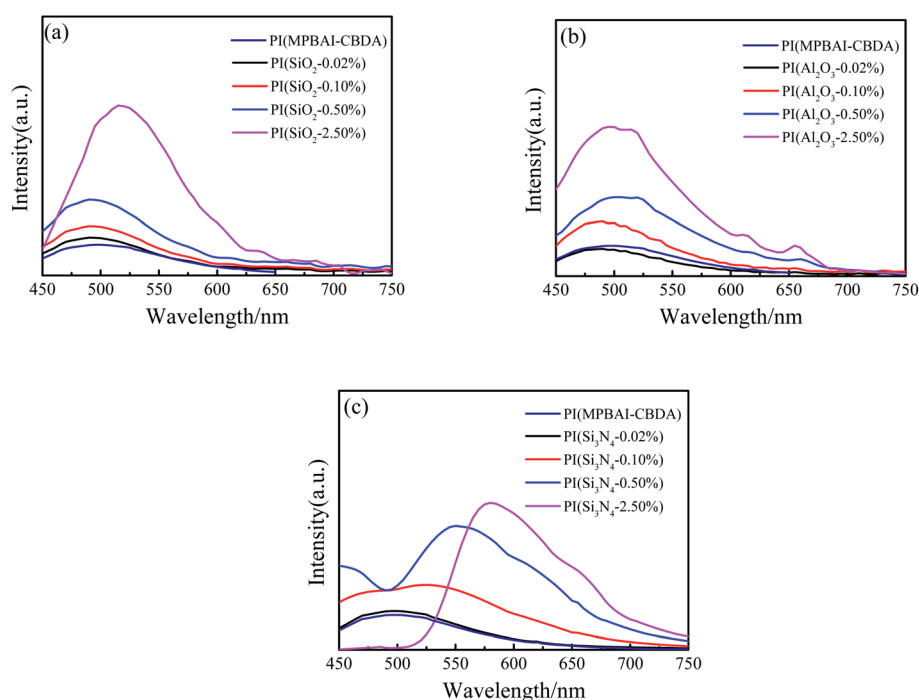 (a)
PI(MPBAI-CBDA)
PI(SiO₂-0.02%)
PI(SiO₂-0.10%)
PI(SiO₂-0.50%)
PI(SiO₂-2.50%)
Intensity(a.u.)
450 500 550 600 650 700 750
Wavelength/nm
(b)
PI(MPBAI-CBDA)
PI(Al₂O₃-0.02%)
PI(Al₂O₃-0.10%)
PI(Al₂O₃-0.50%)
PI(Al₂O₃-2.50%)
Intensity(a.u.)
450 500 550 600 650 700 750
Wavelength/nm
(c)
PI(MPBAI-CBDA)
PI(Si₃N₄-0.02%)
PI(Si₃N₄-0.10%)
PI(Si₃N₄-0.50%)
PI(Si₃N₄-2.50%)
Intensity(a.u.)
450 500 550 600 650 700 750
Wavelength/nm